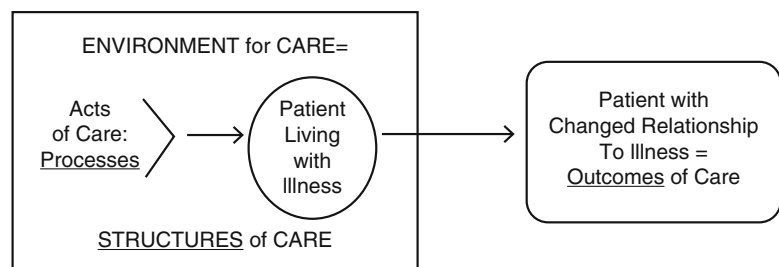 ENVIRONMENT for CARE=
Acts
of Care:
Processes
Patient
Living
with
Illness
STRUCTURES of CARE
Patient with
Changed Relationship
To Illness =
Outcomes of Care